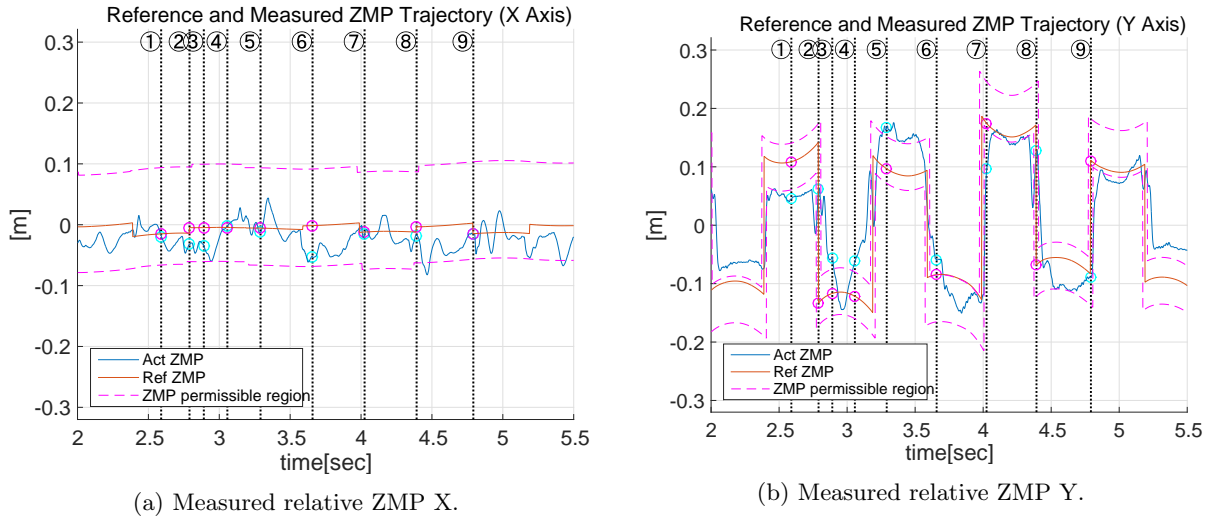 Reference and Measured ZMP Trajectory (X Axis)
① ② ③ ④ ⑤ ⑥ ⑦ ⑧ ⑨
0.3
0.2
0.1
0
-0.1
-0.2
-0.3
[m]
Act ZMP
Ref ZMP
ZMP permissible region
2 2.5 3 3.5 4 4.5 5 5.5
time[sec]
(a) Measured relative ZMP X.
Reference and Measured ZMP Trajectory (Y Axis)
① ② ③ ④ ⑤ ⑥ ⑦ ⑧ ⑨
0.3
0.2
0.1
0
-0.1
-0.2
-0.3
[m]
Act ZMP
Ref ZMP
ZMP permissible region
2 2.5 3 3.5 4 4.5 5 5.5
time[sec]
(b) Measured relative ZMP Y.